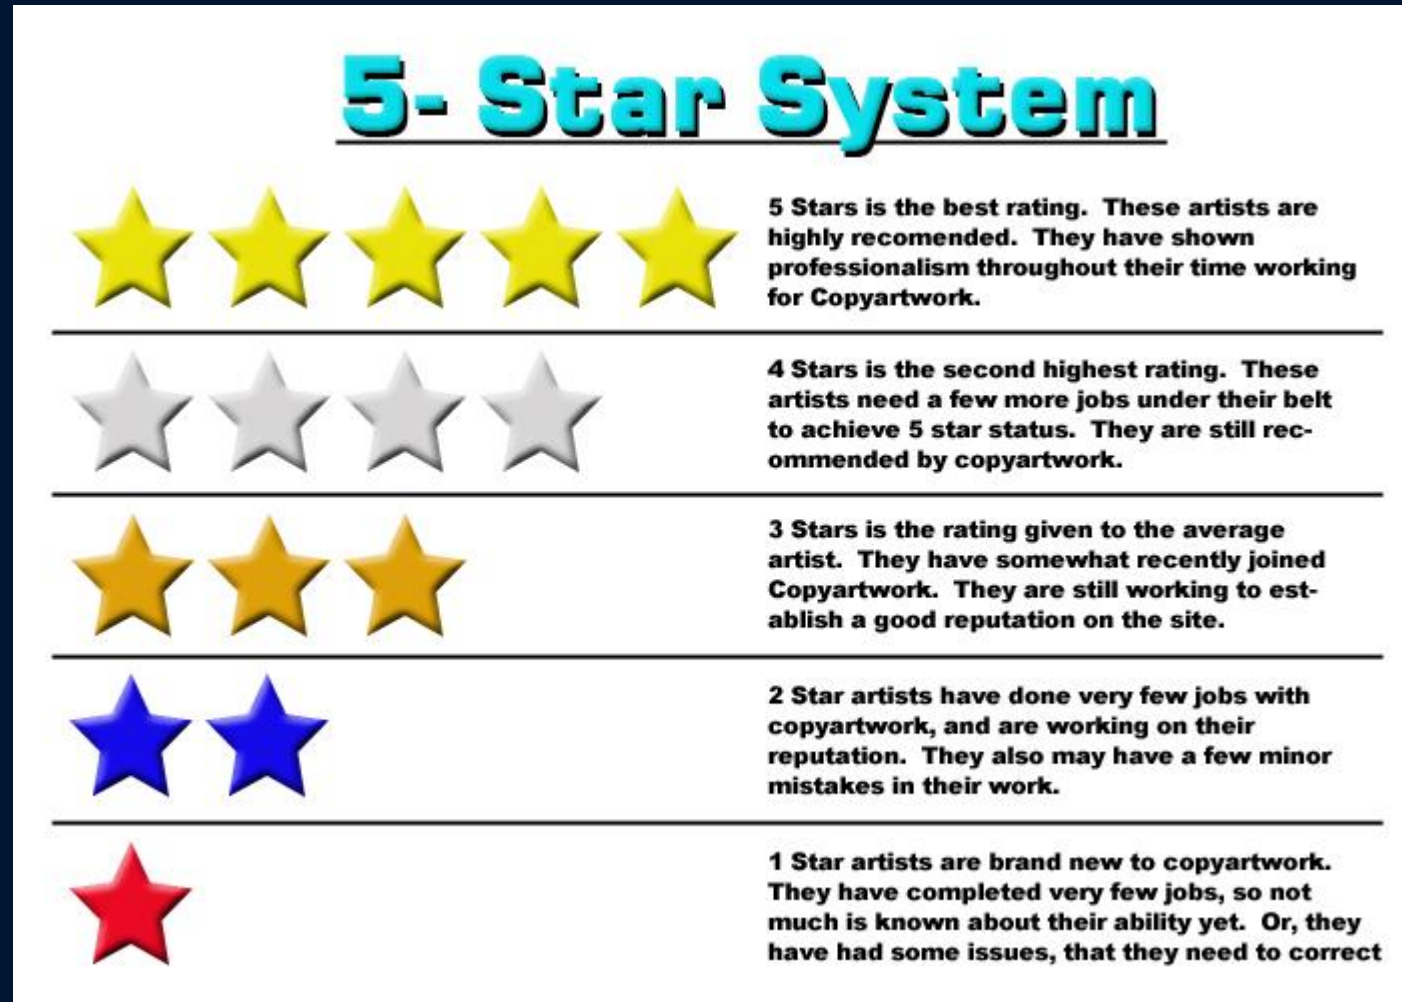 5- Star System
5 Stars is the best rating.  These artists are
highly recomended.  They have shown
professionalism throughout their time working
for Copyartwork.
4 Stars is the second highest rating.  These
artists need a few more jobs under their belt
to achieve 5 star status.  They are still rec-
ommended by copyartwork.
3 Stars is the rating given to the average
artist.  They have somewhat recently joined
Copyartwork.  They are still working to est-
ablish a good reputation on the site.
2 Star artists have done very few jobs with
copyartwork, and are working on their
reputation.  They also may have a few minor
mistakes in their work.
1 Star artists are brand new to copyartwork.
They have completed very few jobs, so not
much is known about their ability yet.  Or, they
have had some issues, that they need to correct